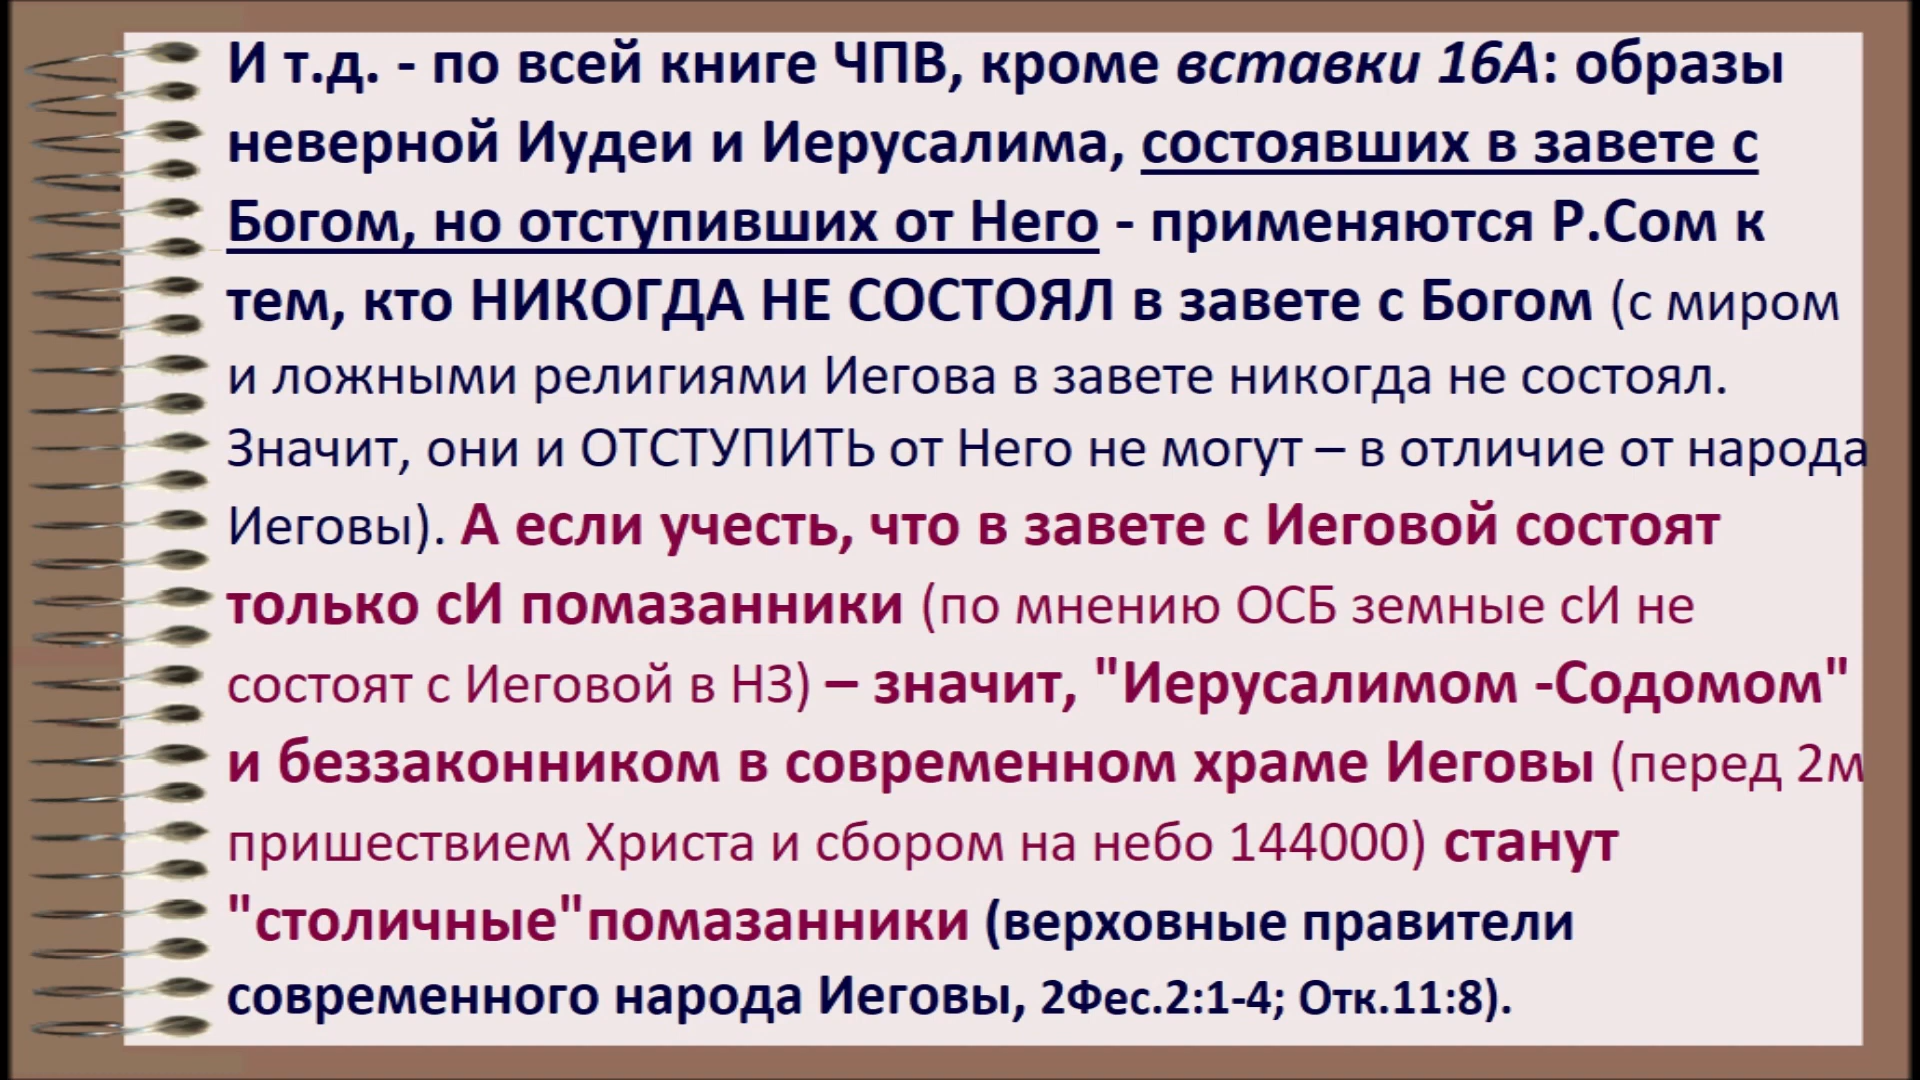 И т.д. - по всей книге ЧПВ, кроме вставки 16А: образы
неверной Иудеи и Иерусалима, состоявших в завете с
Богом, но отступивших от Него - применяются Р.Сом к
тем, кто НИКОГДА НЕ СОСТОЯЛ в завете с Богом (с миром
и ложными религиями Иегова в завете никогда не состоял.
Значит, они и ОТСТУПИТЬ от Него не могут – в отличие от народа
Иеговы). А если учесть, что в завете с Иеговой состоят
только сИ помазанники (по мнению ОСБ земные сИ не
состоят с Иеговой в НЗ) – значит, "Иерусалимом -Содомом"
и беззаконником в современном храме Иеговы (перед 2м
пришествием Христа и сбором на небо 144000) станут
"столичные"помазанники (верховные правители
современного народа Иеговы, 2Фес.2:1-4; Отк.11:8).